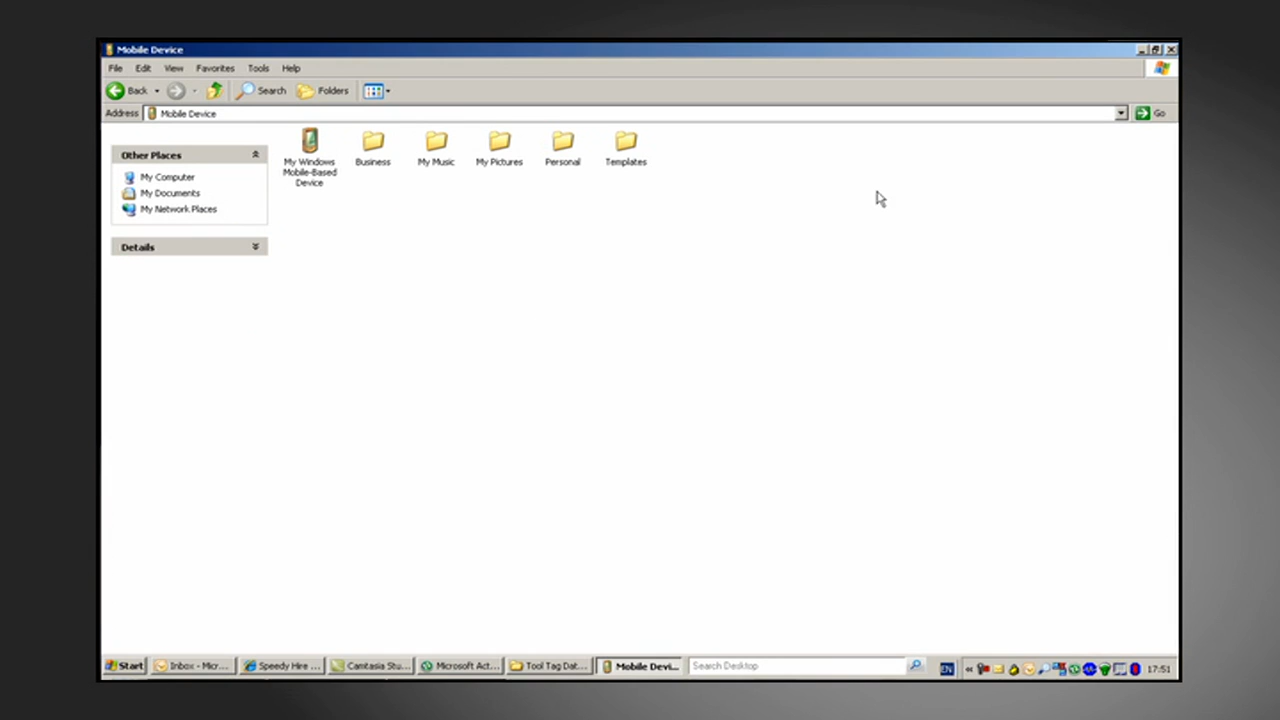 Mobile Device
File Edit View Favorites Tools Help
Back Search Folders
Address Mobile Device Go
Other Places
My Computer
My Documents
My Network Places
Details
My Windows
Mobile-Based
Device
Business
My Music
My Pictures
Personal
Templates
Start Inbox - Micr... Speedy Hire ... Camtasia Stu... Microsoft Act... Tool Tag Dat... Mobile Devi... Search Desktop EN 17:51